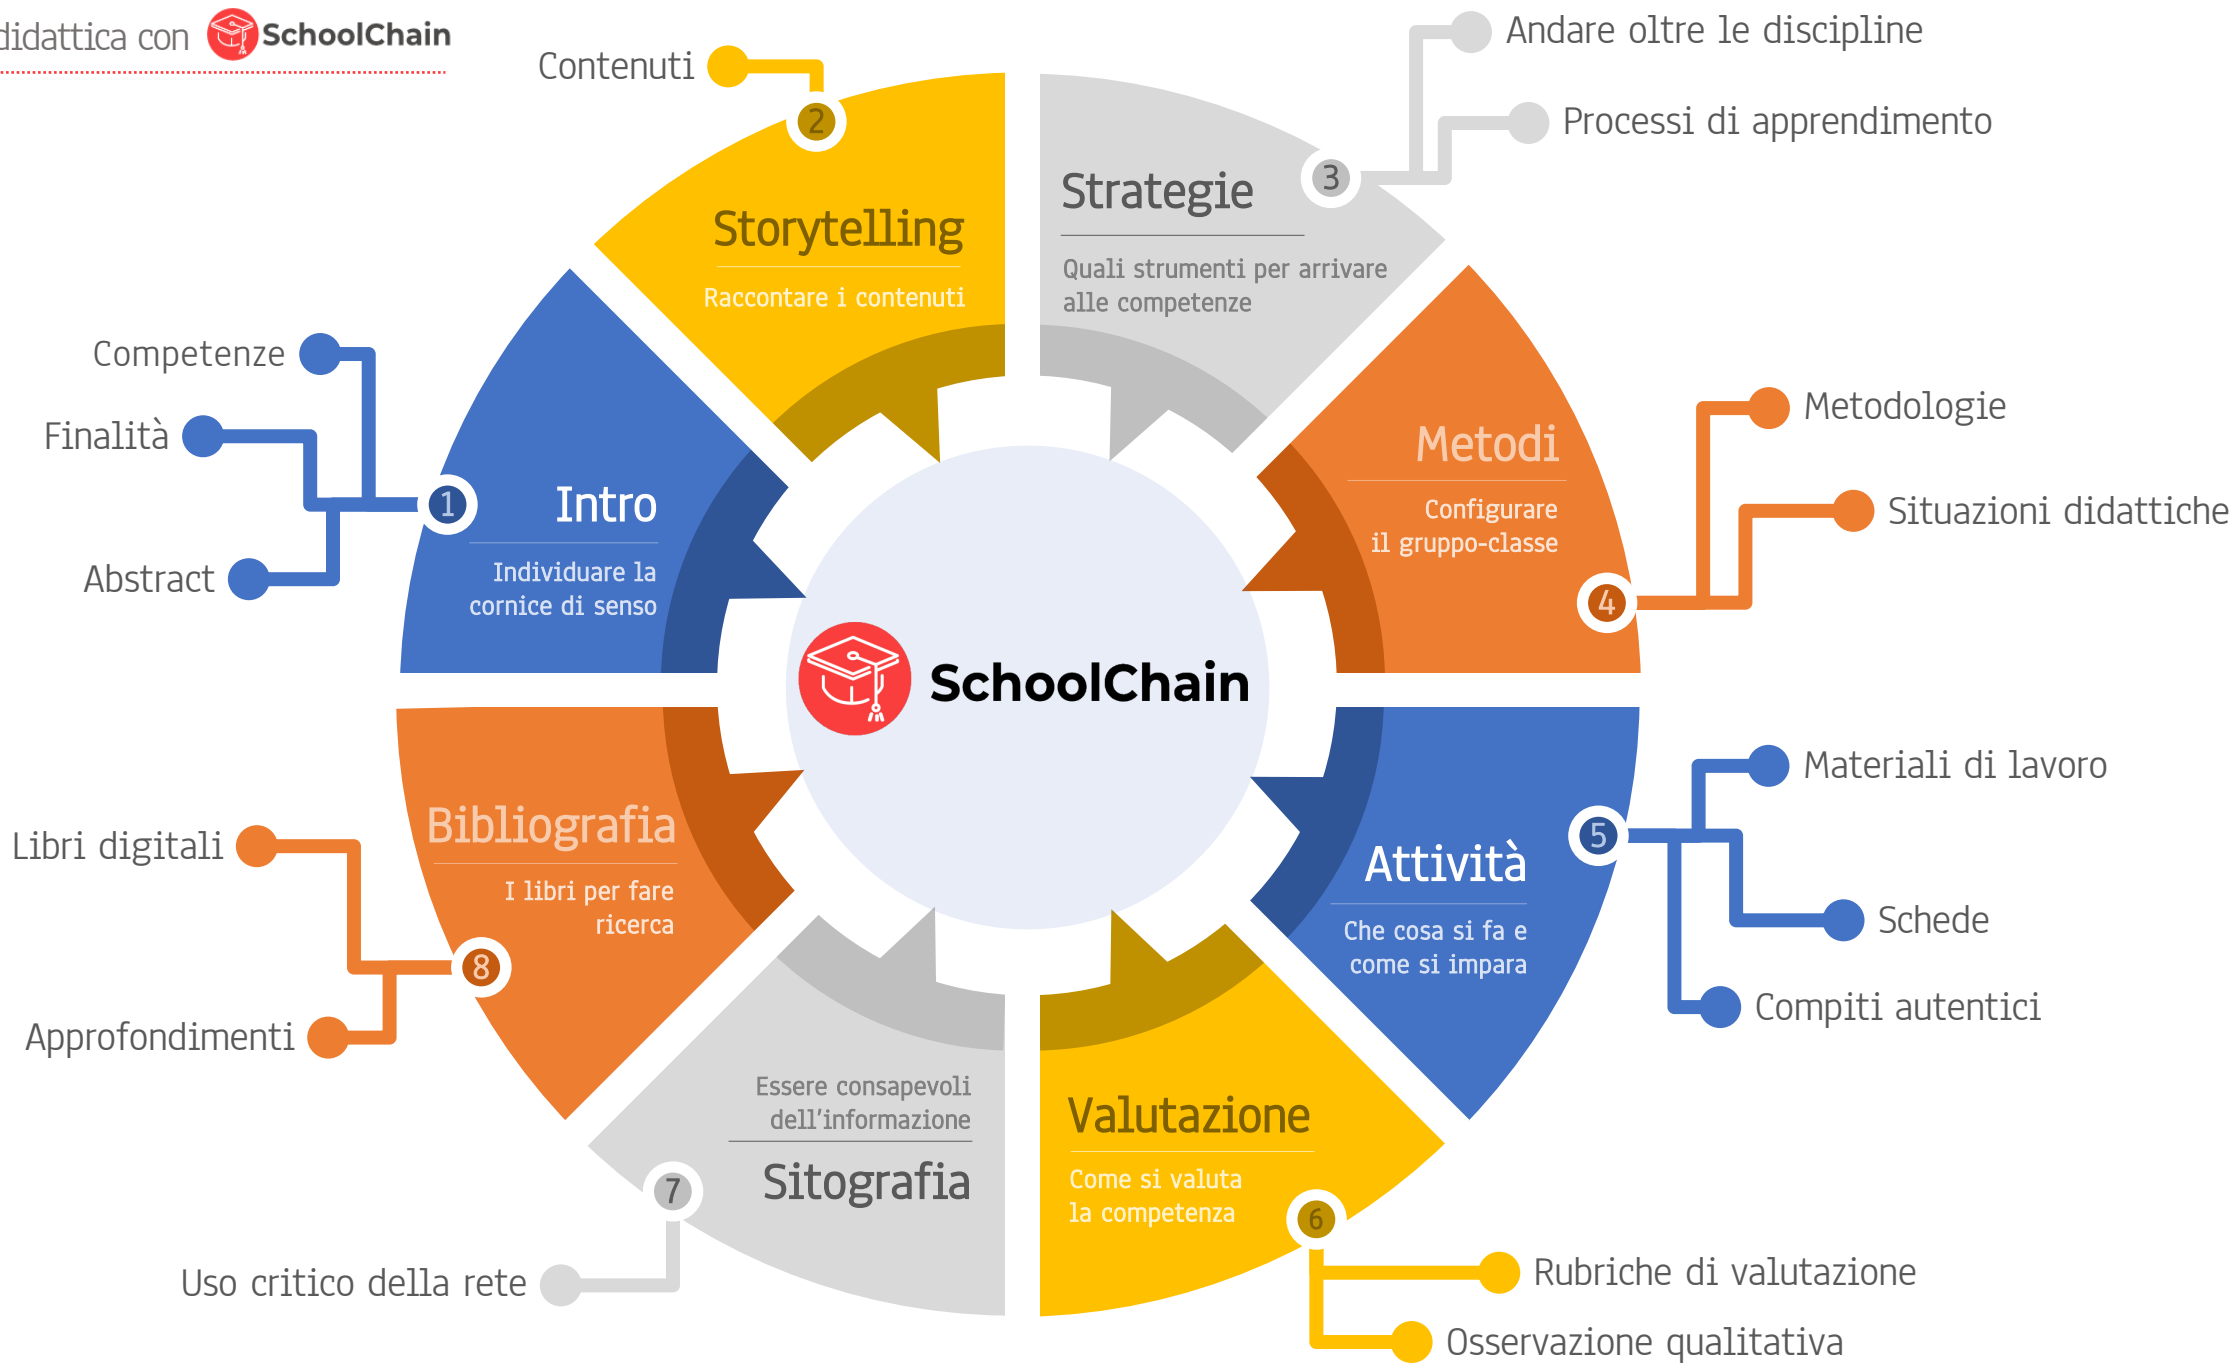 didattica con SchoolChain
Contenuti
2
Storytelling
Raccontare i contenuti
Andare oltre le discipline
Processi di apprendimento
3
Strategie
Quali strumenti per arrivare
alle competenze
Competenze
Finalità
Abstract
1
Intro
Individuare la
cornice di senso
Metodi
Configurare
il gruppo-classe
4
Metodologie
Situazioni didattiche
SchoolChain
Libri digitali
Approfondimenti
8
Bibliografia
I libri per fare
ricerca
Attività
Che cosa si fa e
come si impara
5
Materiali di lavoro
Schede
Compiti autentici
Essere consapevoli
dell'informazione
Sitografia
7
Uso critico della rete
Valutazione
Come si valuta
la competenza
6
Rubriche di valutazione
Osservazione qualitativa